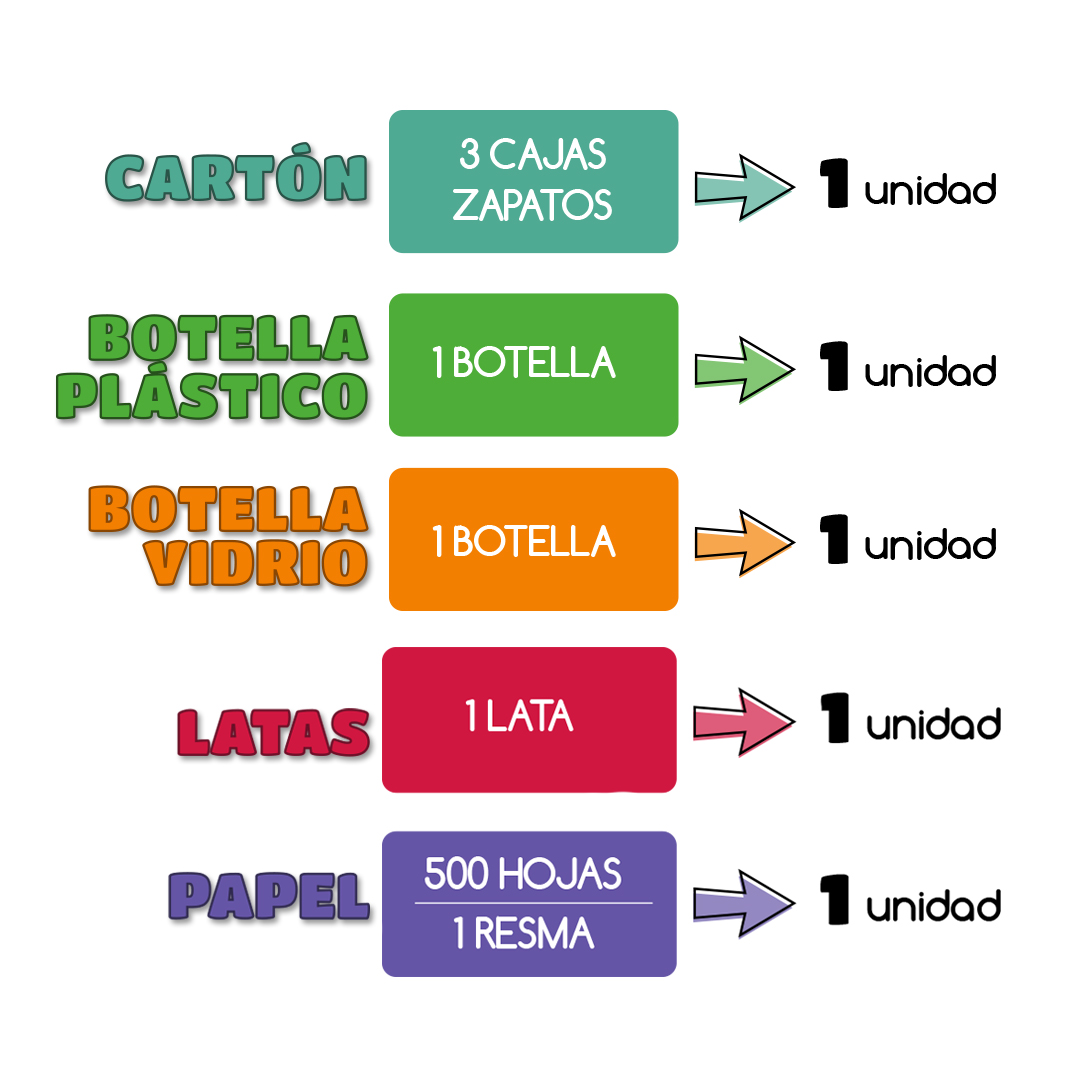 CARTÓN
3 CAJAS
ZAPATOS
1 unidad
BOTELLA
PLÁSTICO
1 BOTELLA
1 unidad
BOTELLA
VIDRIO
1 BOTELLA
1 unidad
LATAS
1 LATA
1 unidad
PAPEL
500 HOJAS
1 RESMA
1 unidad